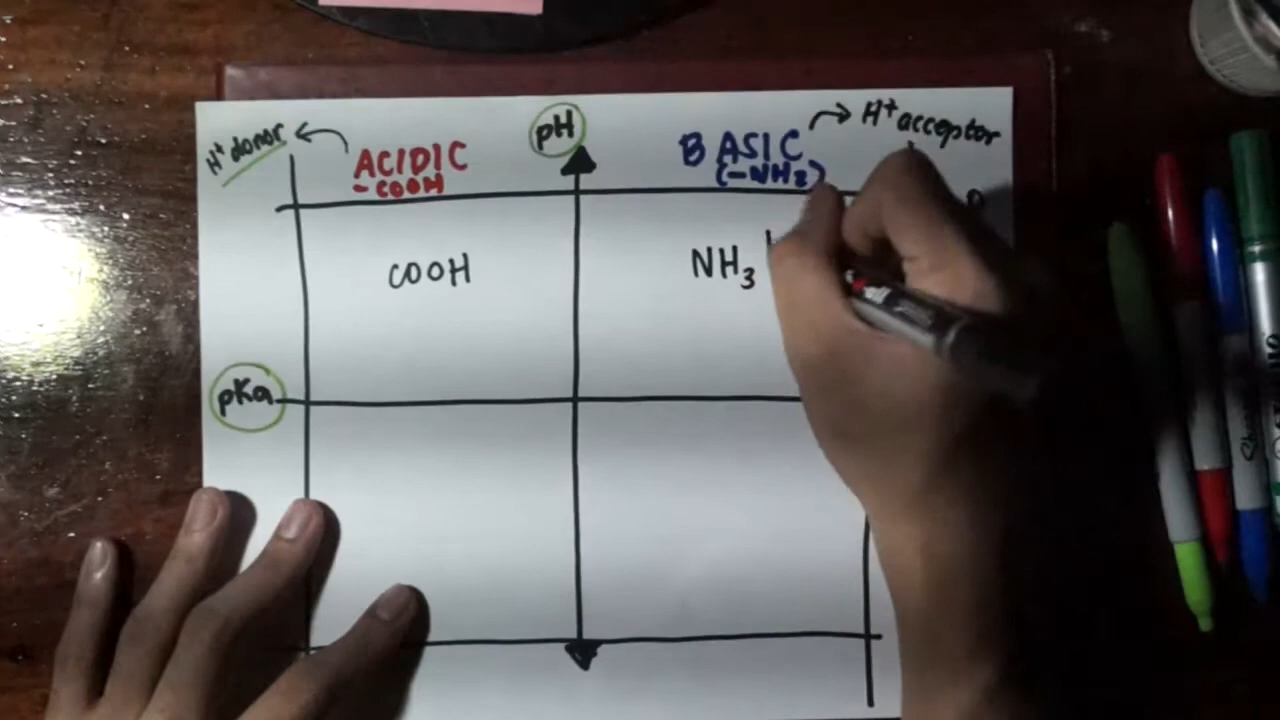 H⁺ donor
ACIDIC
-COOH
pH
BASIC
(-NH₂)
H⁺ acceptor
COOH
NH₃
pKa